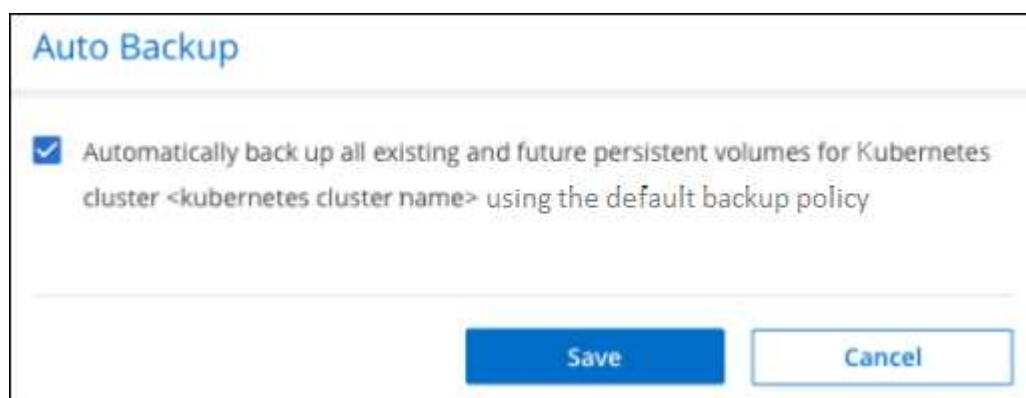 Auto Backup
Automatically back up all existing and future persistent volumes for Kubernetes
cluster <kubernetes cluster name> using the default backup policy
Save
Cancel